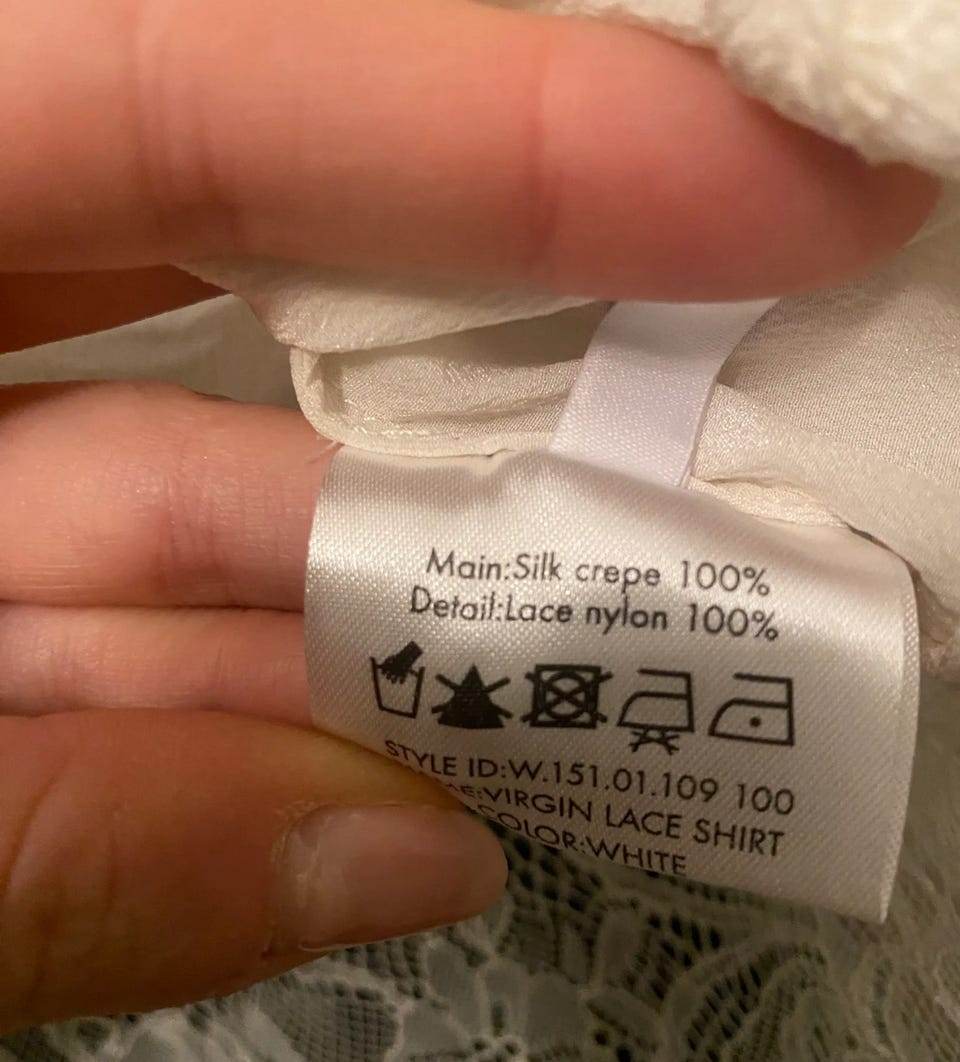 Main:Silk crepe 100%
Detail:Lace nylon 100%
STYLE ID:W.151.01.109 100
VIRGIN LACE SHIRT
COLOR:WHITE